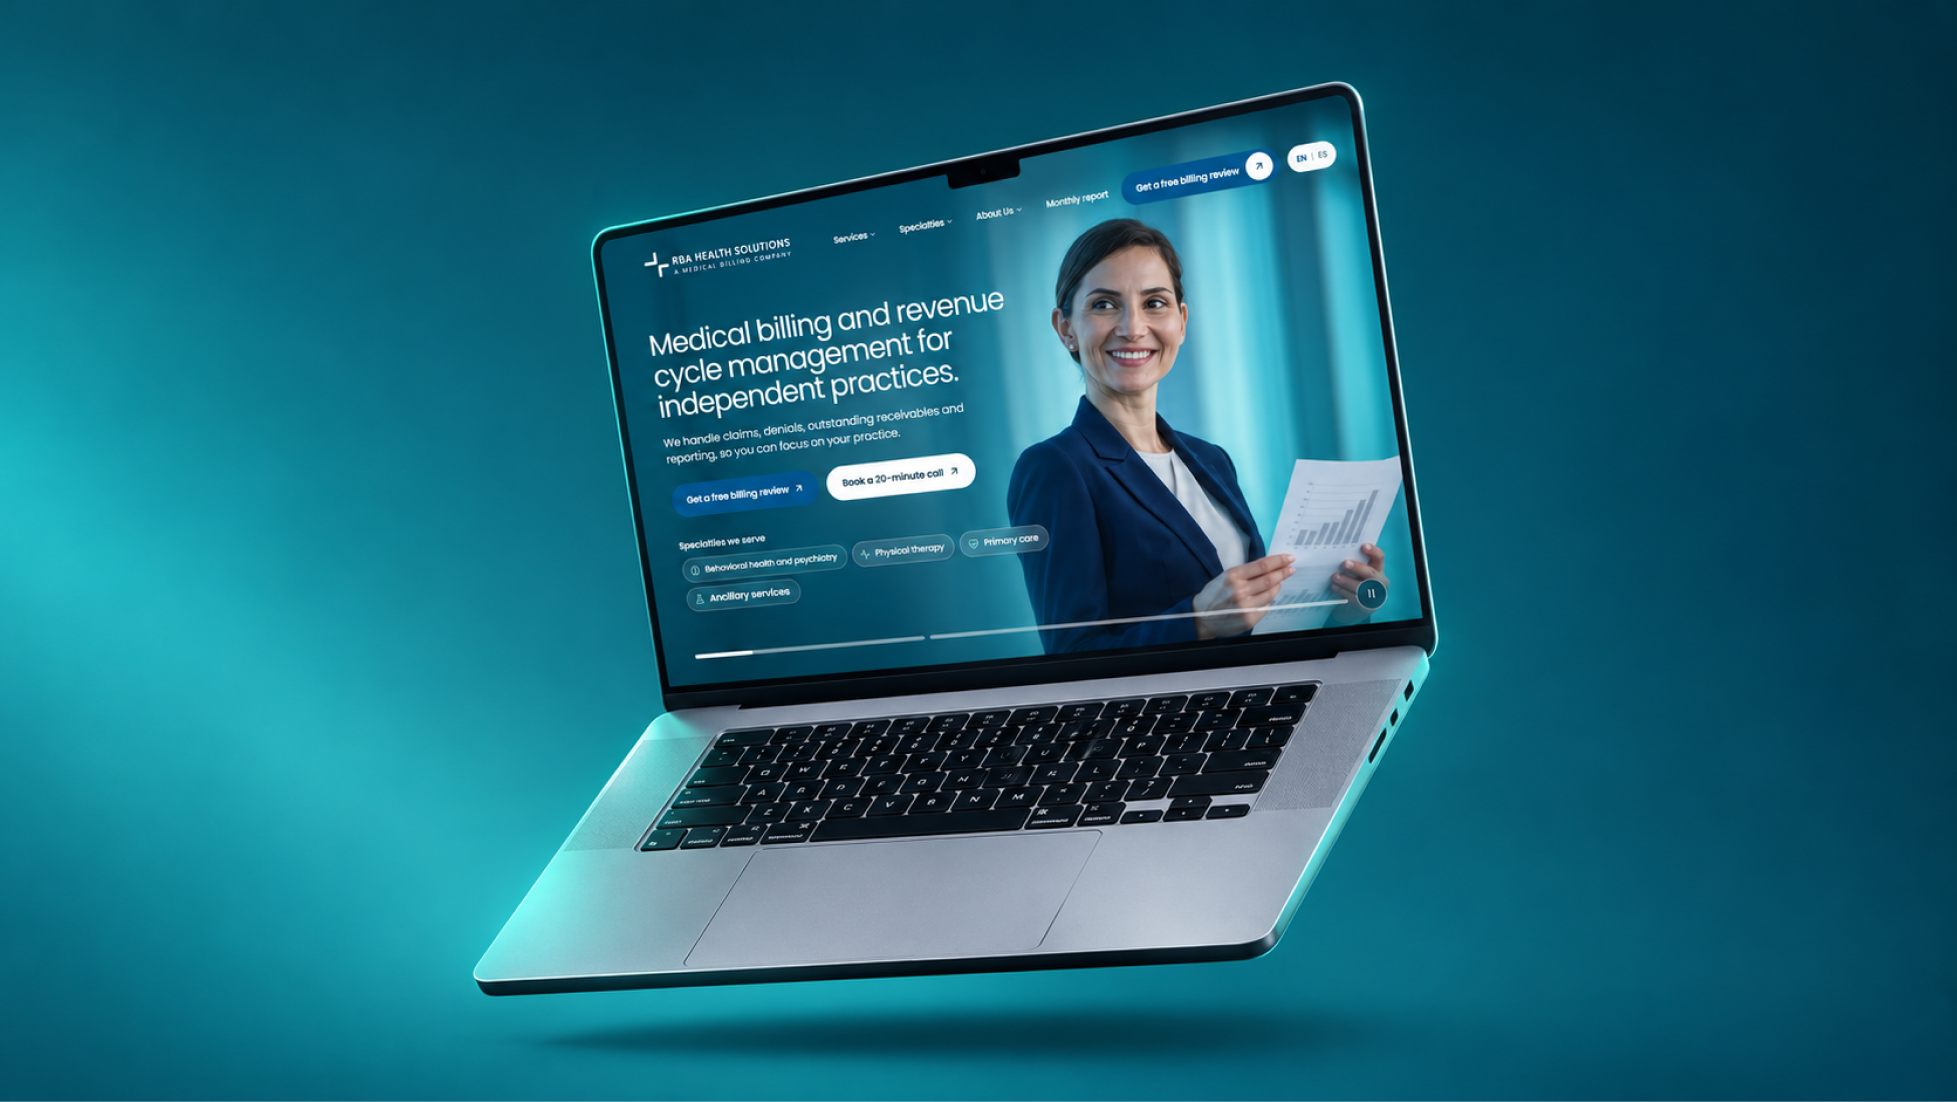 RBA HEALTH SOLUTIONS
A MEDICAL BILLING COMPANY
Services
Specialties
About Us
Monthly report
Get a free billing review
EN | ES
Medical billing and revenue
cycle management for
independent practices.
We handle claims, denials, outstanding receivables and
reporting, so you can focus on your practice.
Get a free billing review
Book a 20-minute call
Specialties we serve
Behavioral health and psychiatry
Physical therapy
Primary care
Ancillary services